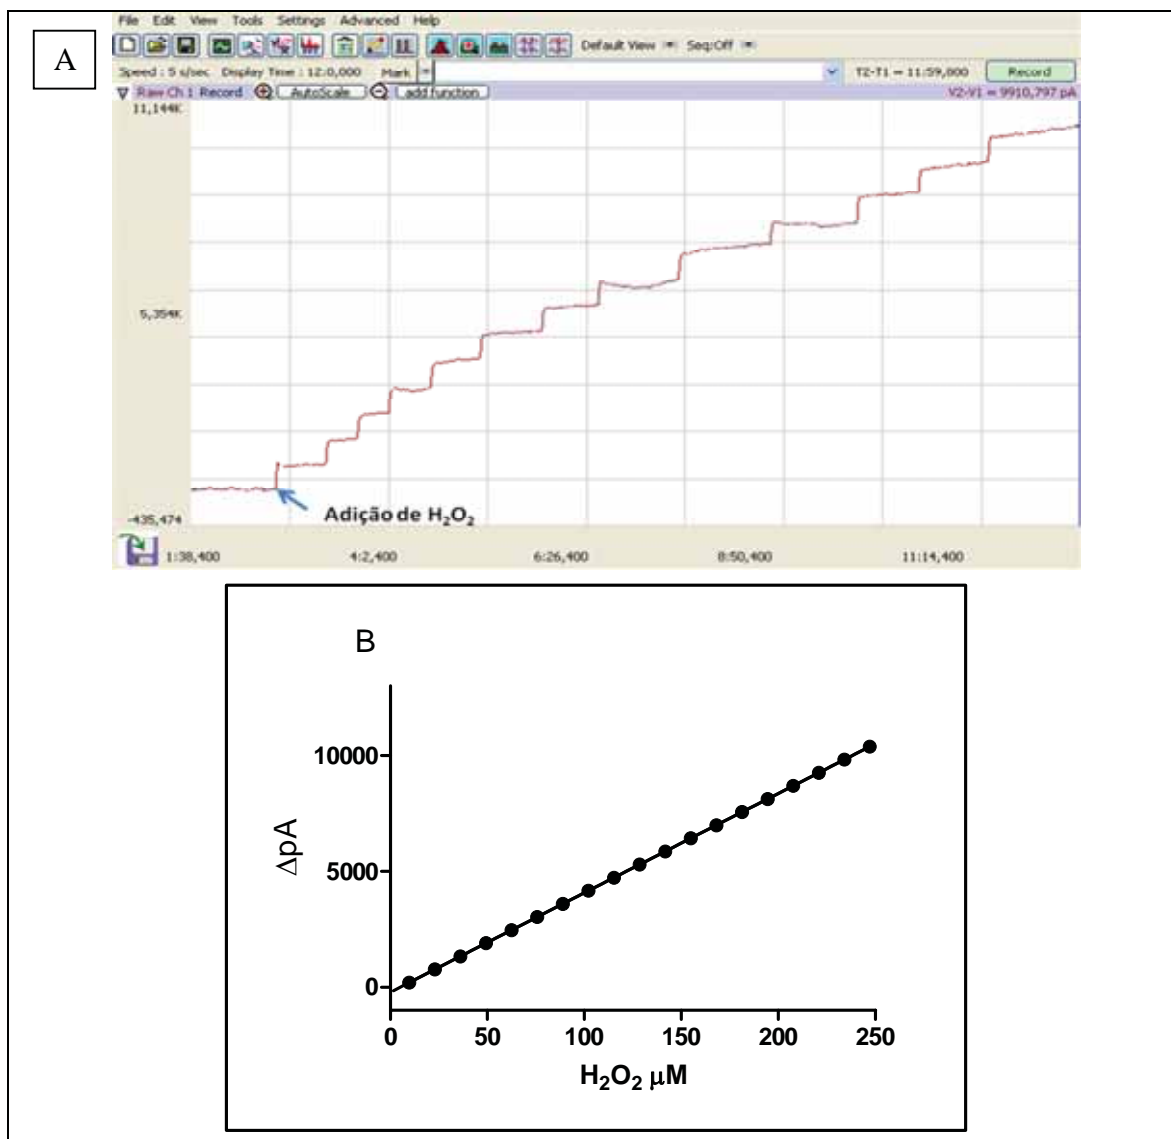 A
File Edit View Tools Settings Advanced Help
Default View Seq:Off
Speed : 5 s/sec Display Time : 12:0,000 Mark T2-T1 = 11:59,800 Record
Raw Ch 1 Record AutoScale add function V2-V1 = 9910,797 pA
11,144K
5,354K
-435,474
Adição de H₂O₂
1:38,400 4:2,400 6:26,400 8:50,400 11:14,400
B
10000
5000
0
ΔpA
0 50 100 150 200 250
H₂O₂ μM